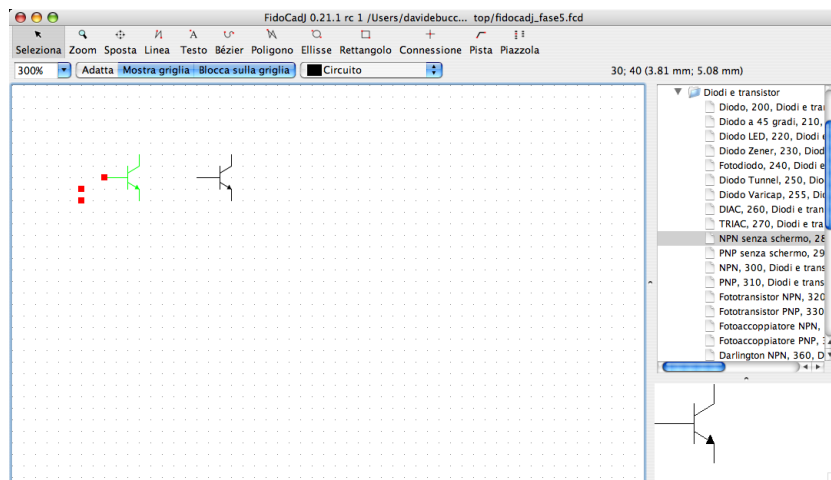 FidoCadJ 0.21.1 rc 1 /Users/davidebucc... top/fidocadj_fase5.fcd
Seleziona Zoom Sposta Linea Testo Bézier Poligono Ellisse Rettangolo Connessione Pista Piazzola
300% Adatta Mostra griglia Blocca sulla griglia Circuito 30; 40 (3.81 mm; 5.08 mm)
Diodi e transistor
Diodo, 200, Diodi e tra
Diodo a 45 gradi, 210,
Diodo LED, 220, Diodi e
Diodo Zener, 230, Diod
Fotodiodo, 240, Diodi e
Diodo Tunnel, 250, Dio
Diodo Varicap, 255, Di
DIAC, 260, Diodi e tran
TRIAC, 270, Diodi e tra
NPN senza schermo, 28
PNP senza schermo, 29
NPN, 300, Diodi e trans
PNP, 310, Diodi e trans
Fototransistor NPN, 320
Fototransistor PNP, 330
Fotoaccoppiatore NPN,
Fotoaccoppiatore PNP,
Darlington NPN, 360, D